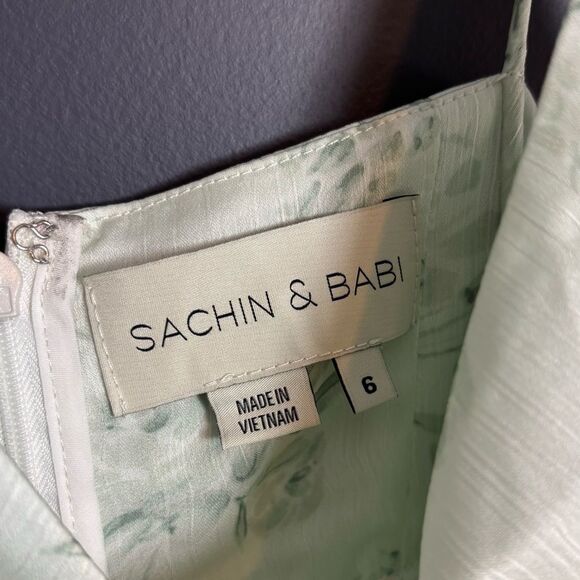 SACHIN & BABI
MADE IN
VIETNAM
6